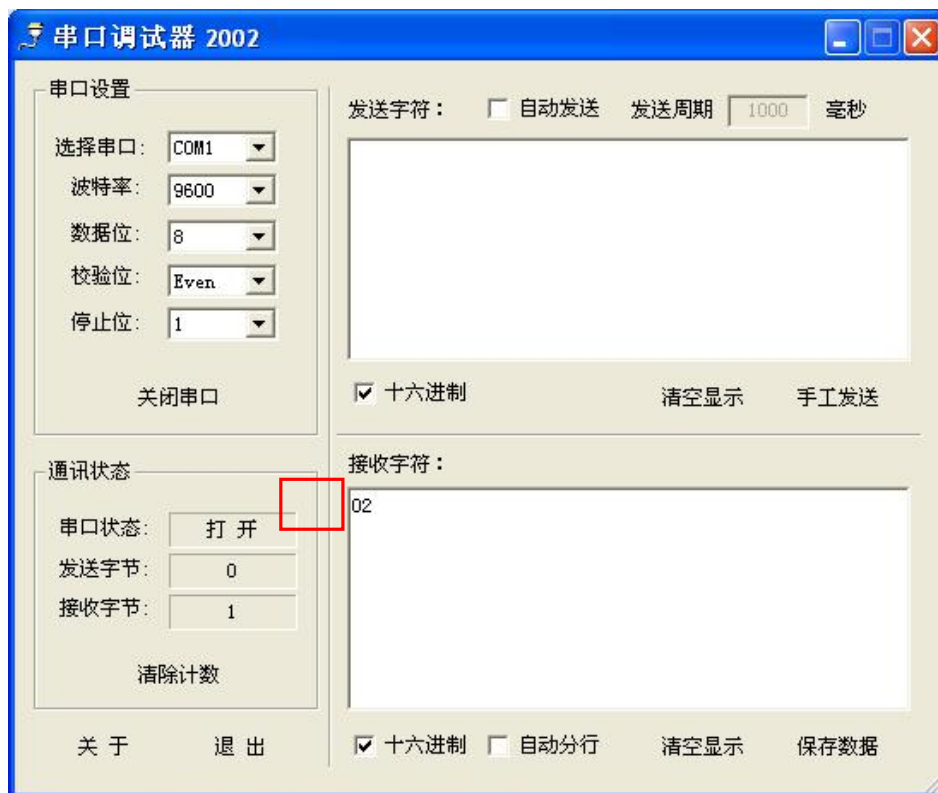 串口调试器 2002
串口设置
选择串口: COM1
波特率: 9600
数据位: 8
校验位: Even
停止位: 1
关闭串口
发送字符： 自动发送 发送周期 1000 毫秒
十六进制 清空显示 手工发送
通讯状态
串口状态: 打 开
发送字节: 0
接收字节: 1
清除计数
关 于 退 出
接收字符：
02
十六进制 自动分行 清空显示 保存数据